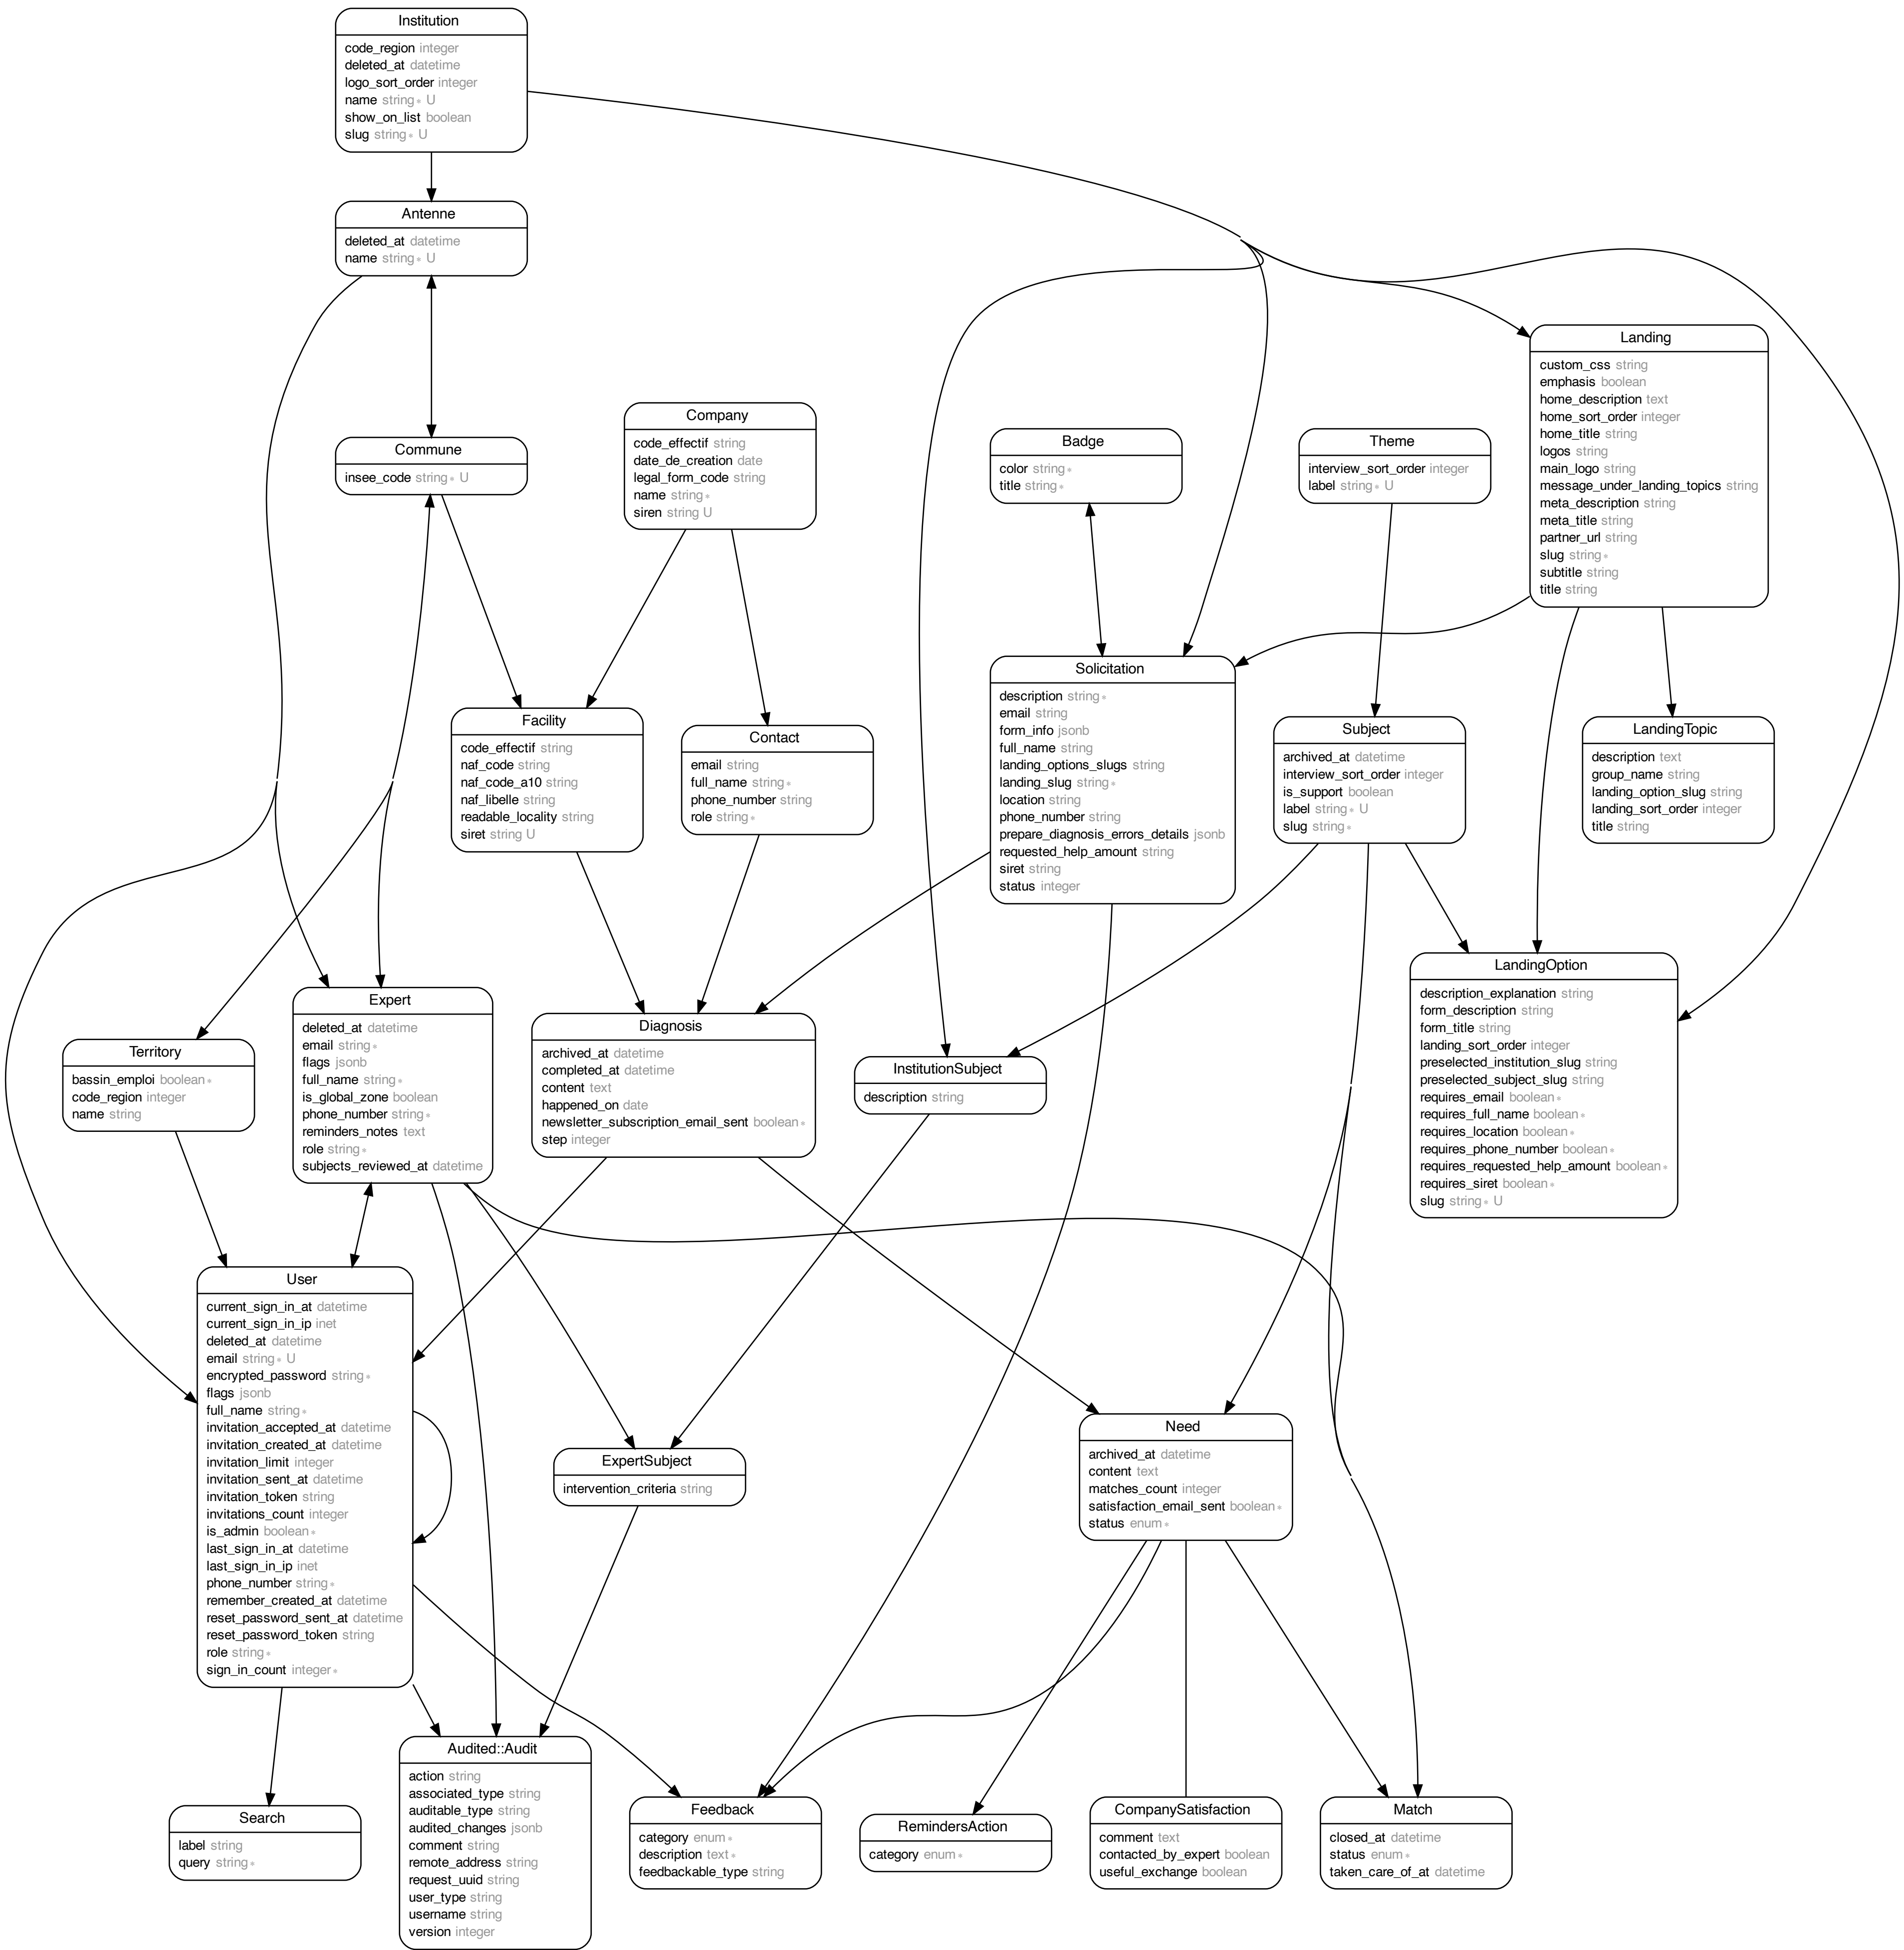 Institution
code_region integer
deleted_at datetime
logo_sort_order integer
name string∗ U
show_on_list boolean
slug string∗ U
Antenne
deleted_at datetime
name string∗ U
Landing
custom_css string
emphasis boolean
home_description text
home_sort_order integer
home_title string
logos string
main_logo string
message_under_landing_topics string
meta_description string
meta_title string
partner_url string
slug string∗
subtitle string
title string
Company
code_effectif string
date_de_creation date
legal_form_code string
name string∗
siren string U
Badge
color string∗
title string∗
Theme
interview_sort_order integer
label string∗ U
Commune
insee_code string∗ U
Solicitation
description string∗
email string
form_info jsonb
full_name string
landing_options_slugs string
landing_slug string∗
location string
phone_number string
prepare_diagnosis_errors_details jsonb
requested_help_amount string
siret string
status integer
Facility
code_effectif string
naf_code string
naf_code_a10 string
naf_libelle string
readable_locality string
siret string U
Contact
email string
full_name string∗
phone_number string
role string∗
Subject
archived_at datetime
interview_sort_order integer
is_support boolean
label string∗ U
slug string∗
LandingTopic
description text
group_name string
landing_option_slug string
landing_sort_order integer
title string
LandingOption
description_explanation string
form_description string
form_title string
landing_sort_order integer
preselected_institution_slug string
preselected_subject_slug string
requires_email boolean∗
requires_full_name boolean∗
requires_location boolean∗
requires_phone_number boolean∗
requires_requested_help_amount boolean∗
requires_siret boolean∗
slug string∗ U
Expert
deleted_at datetime
email string∗
flags jsonb
full_name string∗
is_global_zone boolean
phone_number string∗
reminders_notes text
role string∗
subjects_reviewed_at datetime
Diagnosis
archived_at datetime
completed_at datetime
content text
happened_on date
newsletter_subscription_email_sent boolean∗
step integer
Territory
bassin_emploi boolean∗
code_region integer
name string
InstitutionSubject
description string
User
current_sign_in_at datetime
current_sign_in_ip inet
deleted_at datetime
email string∗ U
encrypted_password string∗
flags jsonb
full_name string∗
invitation_accepted_at datetime
invitation_created_at datetime
invitation_limit integer
invitation_sent_at datetime
invitation_token string
invitations_count integer
is_admin boolean∗
last_sign_in_at datetime
last_sign_in_ip inet
phone_number string∗
remember_created_at datetime
reset_password_sent_at datetime
reset_password_token string
role string∗
sign_in_count integer∗
Need
archived_at datetime
content text
matches_count integer
satisfaction_email_sent boolean∗
status enum∗
ExpertSubject
intervention_criteria string
Audited::Audit
action string
associated_type string
auditable_type string
audited_changes jsonb
comment string
remote_address string
request_uuid string
user_type string
username string
version integer
Search
label string
query string∗
Feedback
category enum∗
description text∗
feedbackable_type string
RemindersAction
category enum∗
CompanySatisfaction
comment text
contacted_by_expert boolean
useful_exchange boolean
Match
closed_at datetime
status enum∗
taken_care_of_at datetime